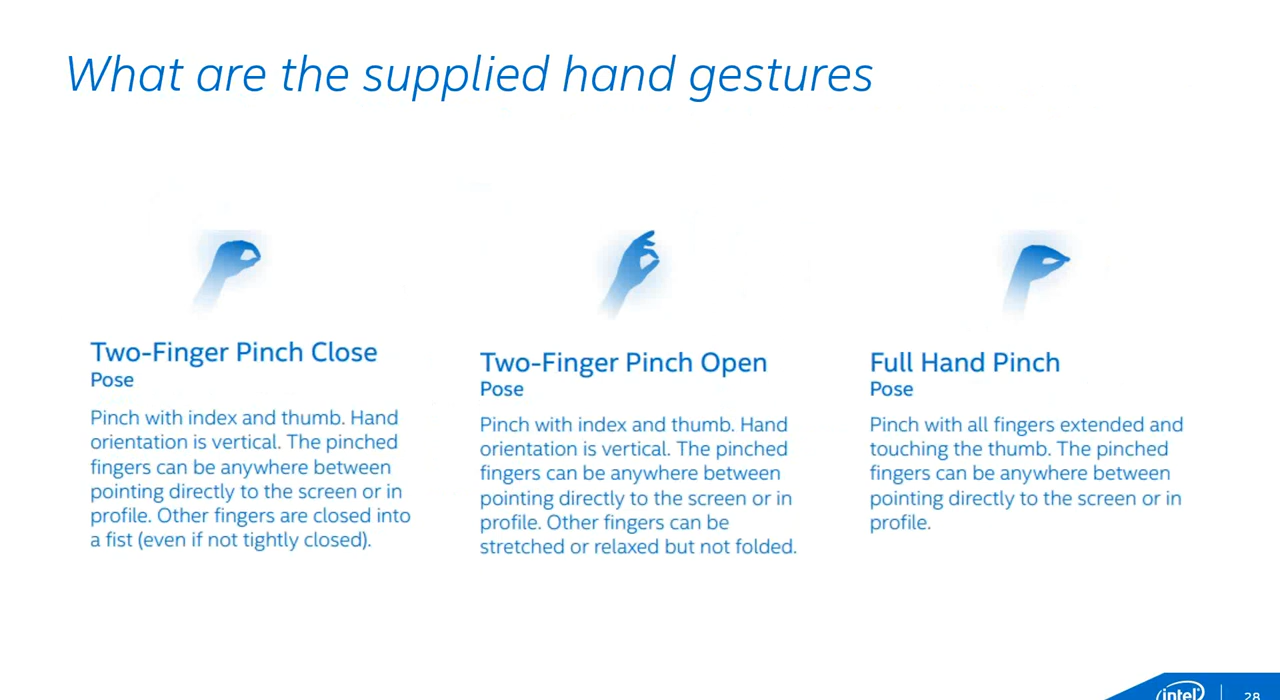 What are the supplied hand gestures
Two-Finger Pinch Close
Pose
Pinch with index and thumb. Hand
orientation is vertical. The pinched
fingers can be anywhere between
pointing directly to the screen or in
profile. Other fingers are closed into
a fist (even if not tightly closed).
Two-Finger Pinch Open
Pose
Pinch with index and thumb. Hand
orientation is vertical. The pinched
fingers can be anywhere between
pointing directly to the screen or in
profile. Other fingers can be
stretched or relaxed but not folded.
Full Hand Pinch
Pose
Pinch with all fingers extended and
touching the thumb. The pinched
fingers can be anywhere between
pointing directly to the screen or in
profile.
intel
28